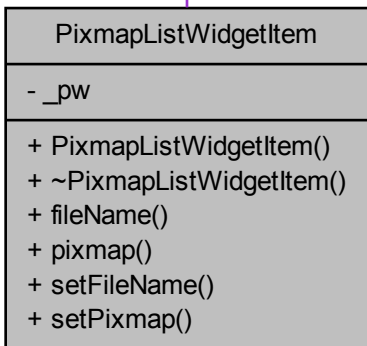 PixmapListWidgetItem
- _pw
+ PixmapListWidgetItem()
+ ~PixmapListWidgetItem()
+ fileName()
+ pixmap()
+ setFileName()
+ setPixmap()